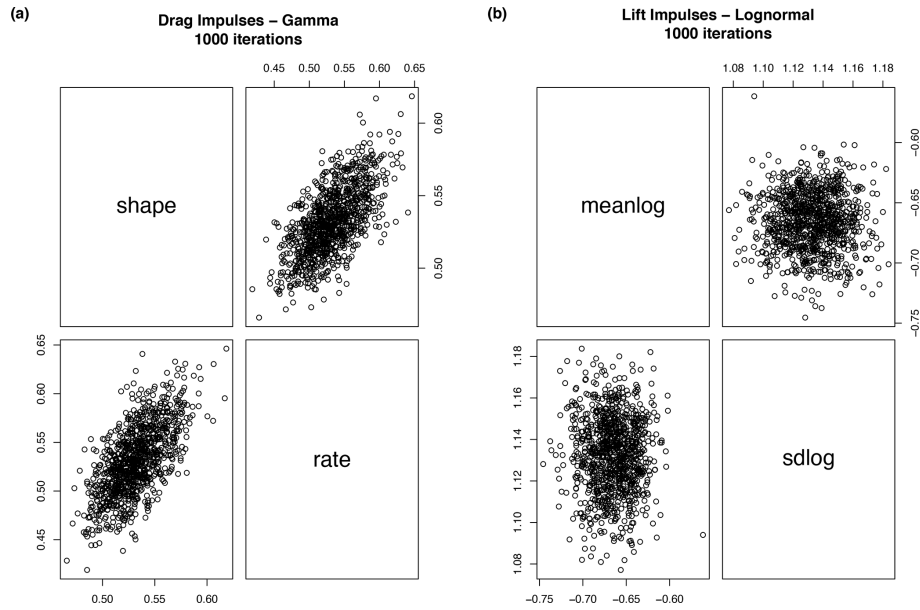 (a)
Drag Impulses – Gamma
1000 iterations
0.45 0.50 0.55 0.60 0.65
shape
0.50 0.55 0.60
0.45 0.50 0.55 0.60 0.65
rate
0.50 0.55 0.60
(b)
Lift Impulses – Lognormal
1000 iterations
1.08 1.10 1.12 1.14 1.16 1.18
meanlog
−0.75 −0.70 −0.65 −0.60
1.08 1.10 1.12 1.14 1.16 1.18
sdlog
−0.75 −0.70 −0.65 −0.60